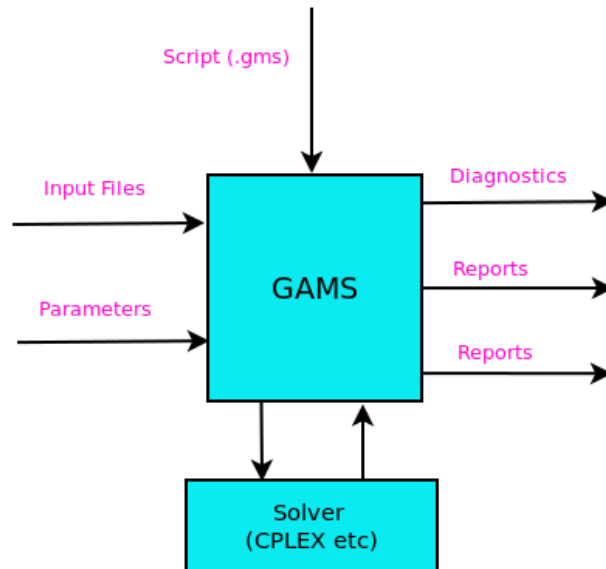 Script (.gms)
Input Files
Diagnostics
GAMS
Reports
Parameters
Reports
Solver
(CPLEX etc)